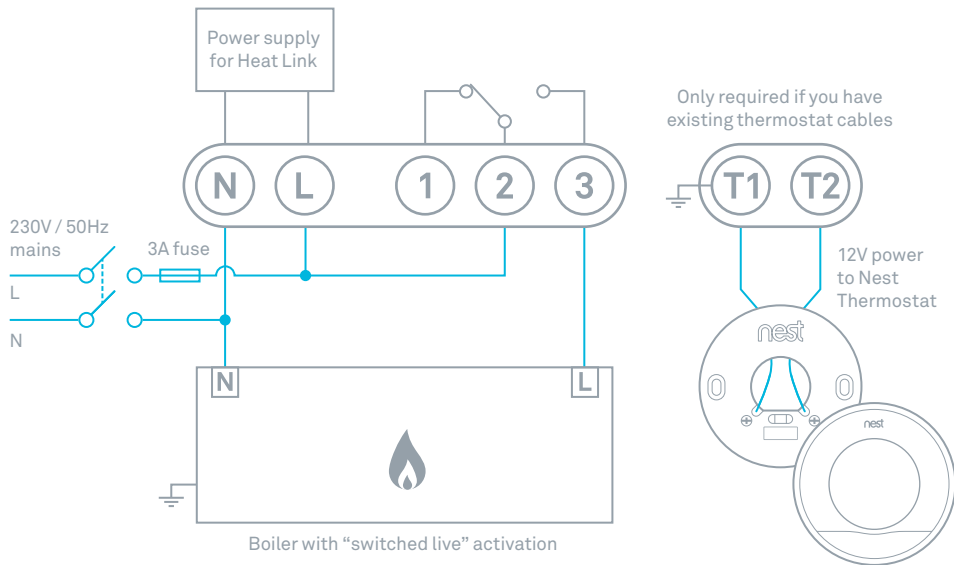 Power supply
for Heat Link
Only required if you have
existing thermostat cables
N L 1 2 3
T1 T2
230V / 50Hz
mains
3A fuse
L
N
12V power
to Nest
Thermostat
nest
N L
nest
Boiler with “switched live” activation